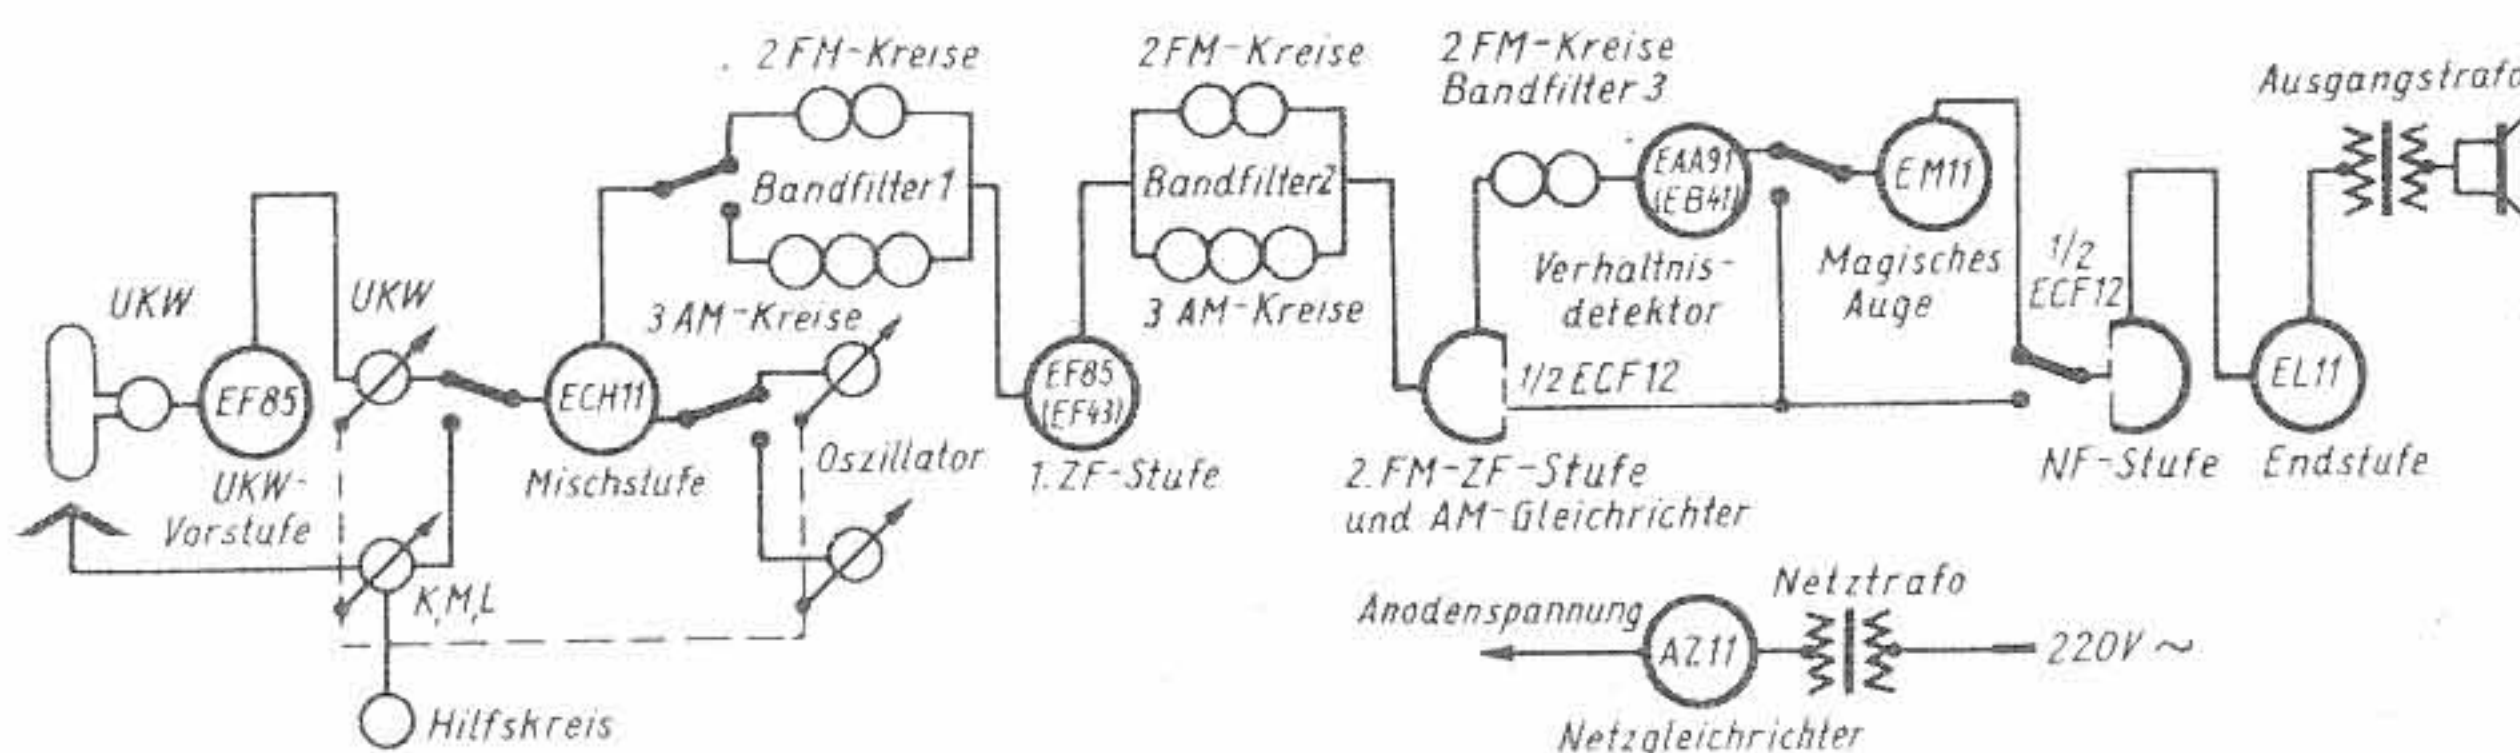 2 FM-Kreise
2 FM-Kreise
2 FM-Kreise
Bandfilter 3
Ausgangstrafo
Bandfilter 1
Bandfilter 2
EAA91
(EB41)
EM11
UKW
UKW
3 AM-Kreise
3 AM-Kreise
Verhältnis-
detektor
Magisches
Auge
1/2
ECF12
EF85
ECH11
EF85
(EF43)
1/2 ECF12
EL11
UKW-
Vorstufe
Mischstufe
Oszillator
1. ZF-Stufe
2. FM-ZF-Stufe
und AM-Gleichrichter
NF-Stufe
Endstufe
K,M,L
Hilfskreis
Anodenspannung
AZ11
Netztrafo
220V ~
Netzgleichrichter